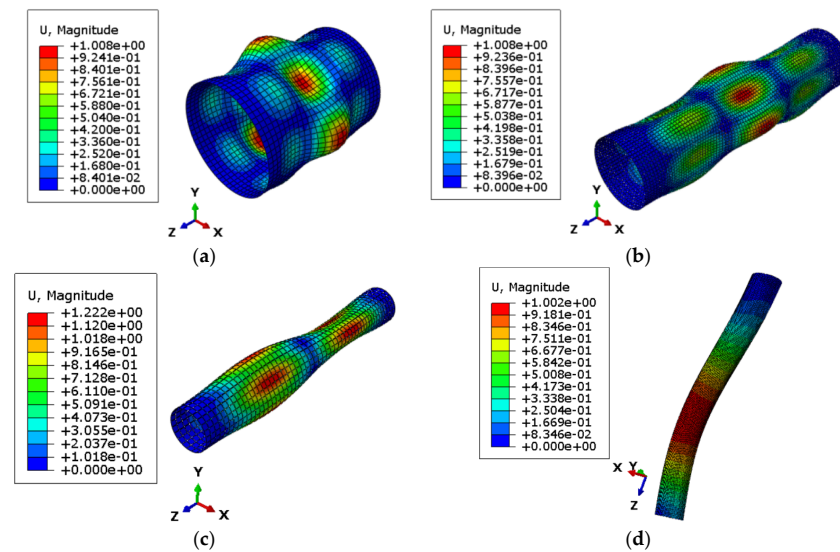 U, Magnitude
+1.008e+00
+9.241e-01
+8.401e-01
+7.561e-01
+6.721e-01
+5.880e-01
+5.040e-01
+4.200e-01
+3.360e-01
+2.520e-01
+1.680e-01
+8.401e-02
+0.000e+00
Y
Z X
(a)
U, Magnitude
+1.008e+00
+9.236e-01
+8.396e-01
+7.557e-01
+6.717e-01
+5.877e-01
+5.038e-01
+4.198e-01
+3.358e-01
+2.519e-01
+1.679e-01
+8.396e-02
+0.000e+00
Y
Z X
(b)
U, Magnitude
+1.222e+00
+1.120e+00
+1.018e+00
+9.165e-01
+8.146e-01
+7.128e-01
+6.110e-01
+5.091e-01
+4.073e-01
+3.055e-01
+2.037e-01
+1.018e-01
+0.000e+00
Y
Z X
(c)
U, Magnitude
+1.002e+00
+9.181e-01
+8.346e-01
+7.511e-01
+6.677e-01
+5.842e-01
+5.008e-01
+4.173e-01
+3.338e-01
+2.504e-01
+1.669e-01
+8.346e-02
+0.000e+00
X Y
Z
(d)